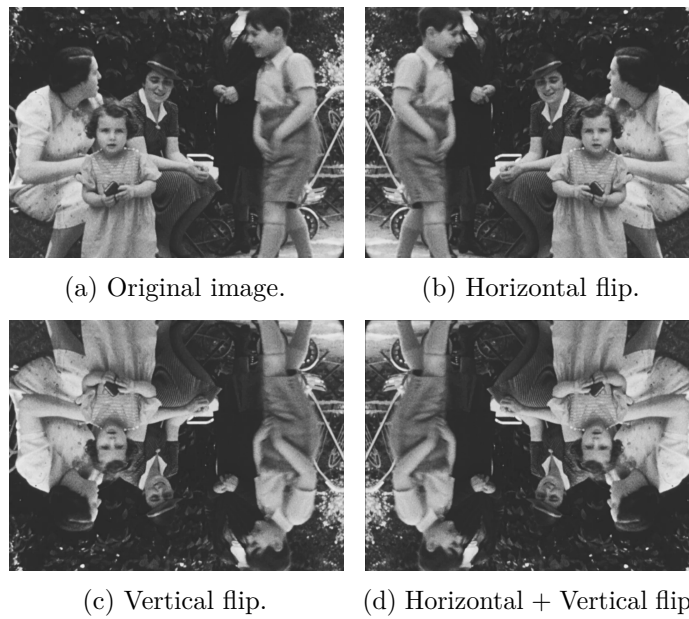 (a) Original image.
(b) Horizontal flip.
(c) Vertical flip.
(d) Horizontal + Vertical flip